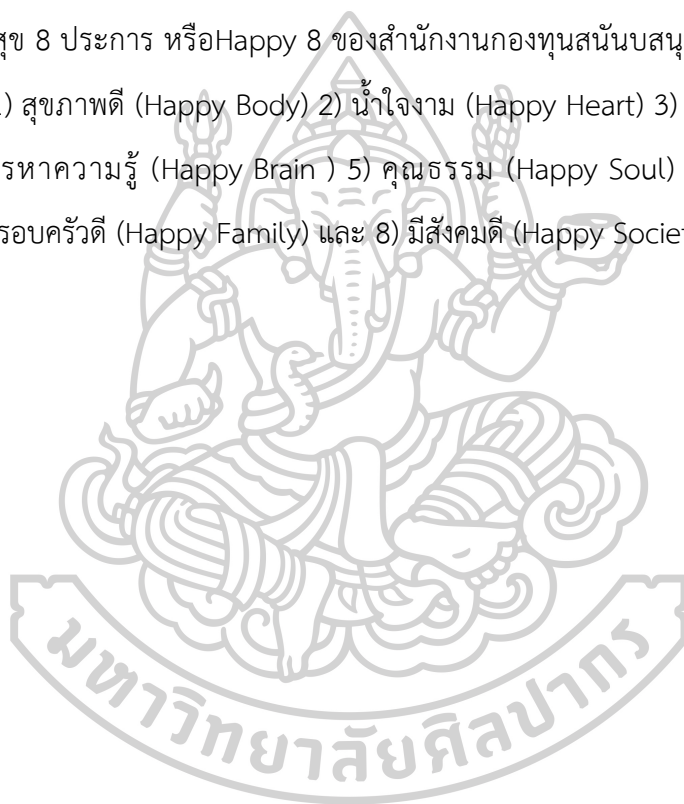 สุข 8 ประการ หรือHappy 8 ของสำนักงานกองทุนสนันบสนุ
.) สุขภาพดี (Happy Body) 2) น้ำใจงาม (Happy Heart) 3)
รหาความรู้ (Happy Brain ) 5) คุณธรรม (Happy Soul)
รอบครัวดี (Happy Family) และ 8) มีสังคมดี (Happy Societ
มหาวิทยาลัยศิลปากร